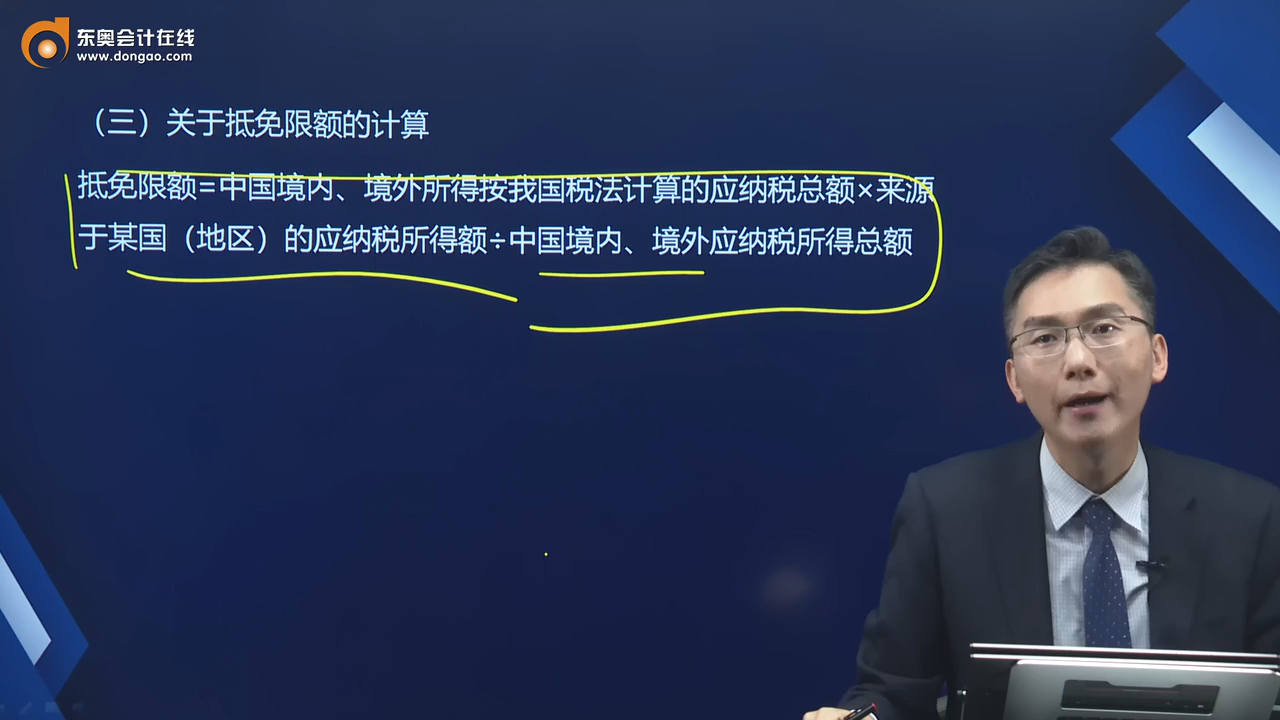 东奥会计在线
www.dongao.com
（三）关于抵免限额的计算
抵免限额=中国境内、境外所得按我国税法计算的应纳税总额×来源
于某国（地区）的应纳税所得额÷中国境内、境外应纳税所得总额